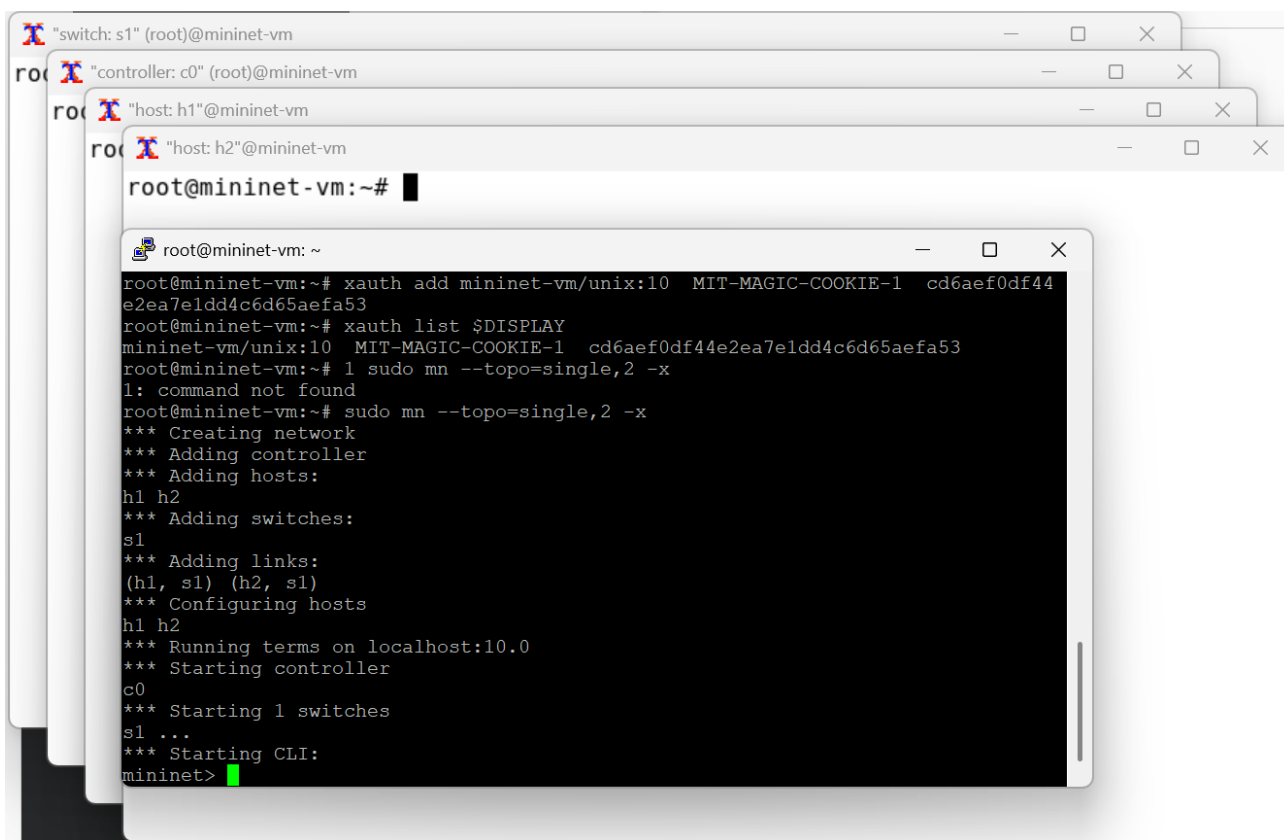 "switch: s1" (root)@mininet-vm
roo
"controller: c0" (root)@mininet-vm
roo
"host: h1"@mininet-vm
roo
"host: h2"@mininet-vm
root@mininet-vm:~#
root@mininet-vm: ~
root@mininet-vm:~# xauth add mininet-vm/unix:10  MIT-MAGIC-COOKIE-1  cd6aef0df44
e2ea7e1dd4c6d65aefa53
root@mininet-vm:~# xauth list $DISPLAY
mininet-vm/unix:10  MIT-MAGIC-COOKIE-1  cd6aef0df44e2ea7e1dd4c6d65aefa53
root@mininet-vm:~# 1 sudo mn --topo=single,2 -x
1: command not found
root@mininet-vm:~# sudo mn --topo=single,2 -x
*** Creating network
*** Adding controller
*** Adding hosts:
h1 h2
*** Adding switches:
s1
*** Adding links:
(h1, s1) (h2, s1)
*** Configuring hosts
h1 h2
*** Running terms on localhost:10.0
*** Starting controller
c0
*** Starting 1 switches
s1 ...
*** Starting CLI:
mininet>